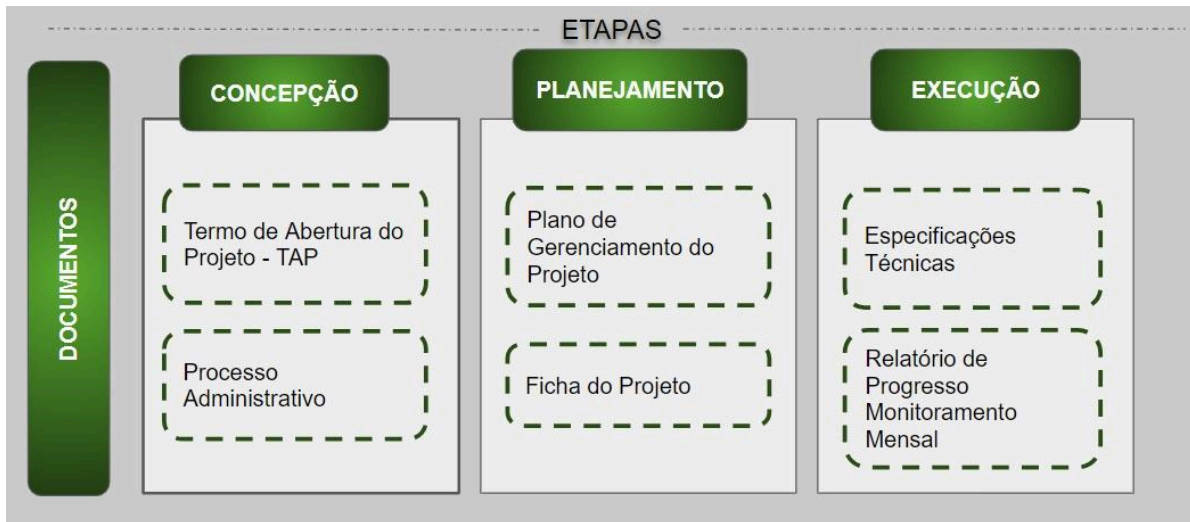 ETAPAS
DOCUMENTOS
CONCEPÇÃO
Termo de Abertura do
Projeto - TAP
Processo
Administrativo
PLANEJAMENTO
Plano de
Gerenciamento do
Projeto
Ficha do Projeto
EXECUÇÃO
Especificações
Técnicas
Relatório de
Progresso
Monitoramento
Mensal